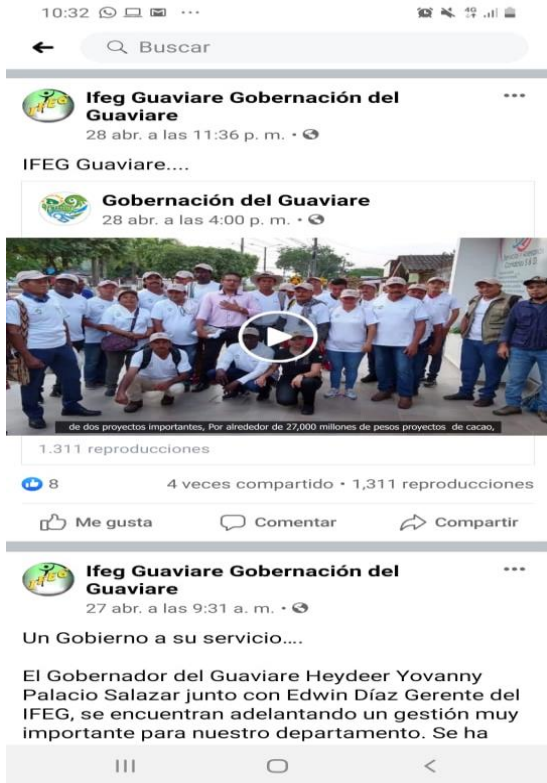 10:32
4G
Buscar
Ifeg Guaviare Gobernación del
Guaviare
28 abr. a las 11:36 p. m. •
IFEG Guaviare....
Gobernación del Guaviare
28 abr. a las 4:00 p. m. •
de dos proyectos importantes, Por alrededor de 27,000 millones de pesos proyectos de cacao,
1.311 reproducciones
8
4 veces compartido • 1,311 reproducciones
Me gusta
Comentar
Compartir
Ifeg Guaviare Gobernación del
Guaviare
27 abr. a las 9:31 a. m. •
Un Gobierno a su servicio....
El Gobernador del Guaviare Heydeer Yovanny
Palacio Salazar junto con Edwin Díaz Gerente del
IFEG, se encuentran adelantando un gestión muy
importante para nuestro departamento. Se ha